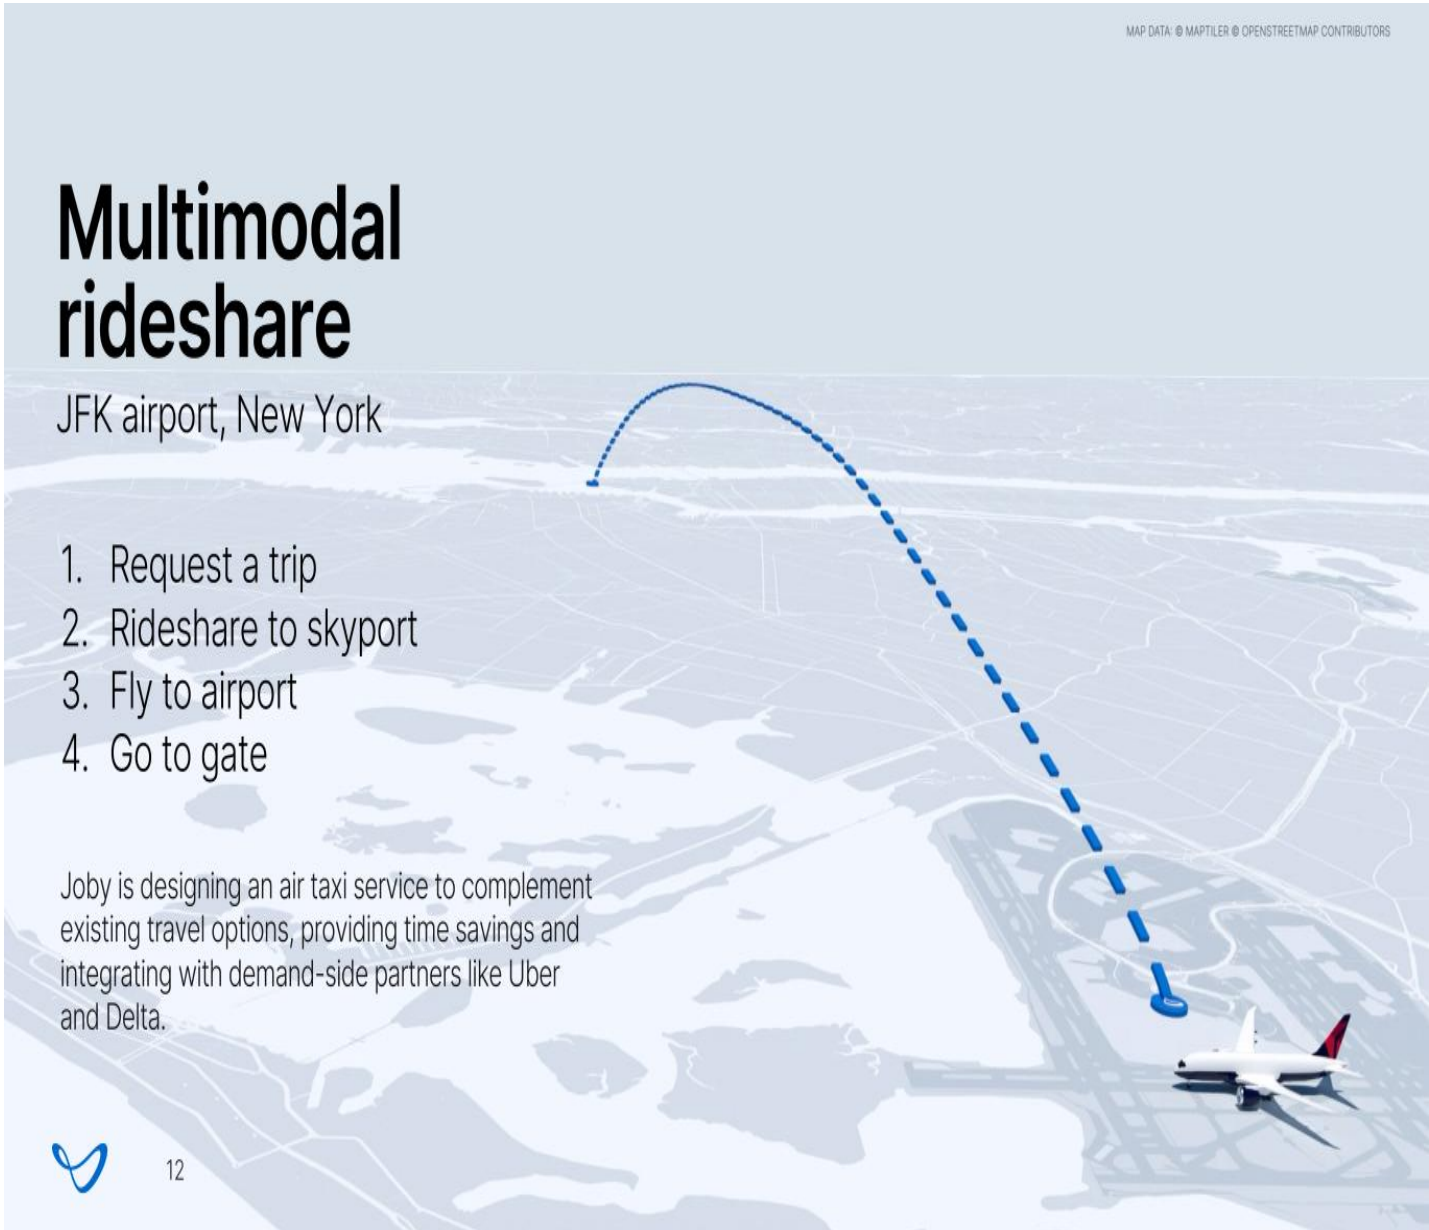 MAP DATA: © MAPTILER © OPENSTREETMAP CONTRIBUTORS
Multimodal
rideshare
JFK airport, New York
1. Request a trip
2. Rideshare to skyport
3. Fly to airport
4. Go to gate
Joby is designing an air taxi service to complement
existing travel options, providing time savings and
integrating with demand-side partners like Uber
and Delta.
12